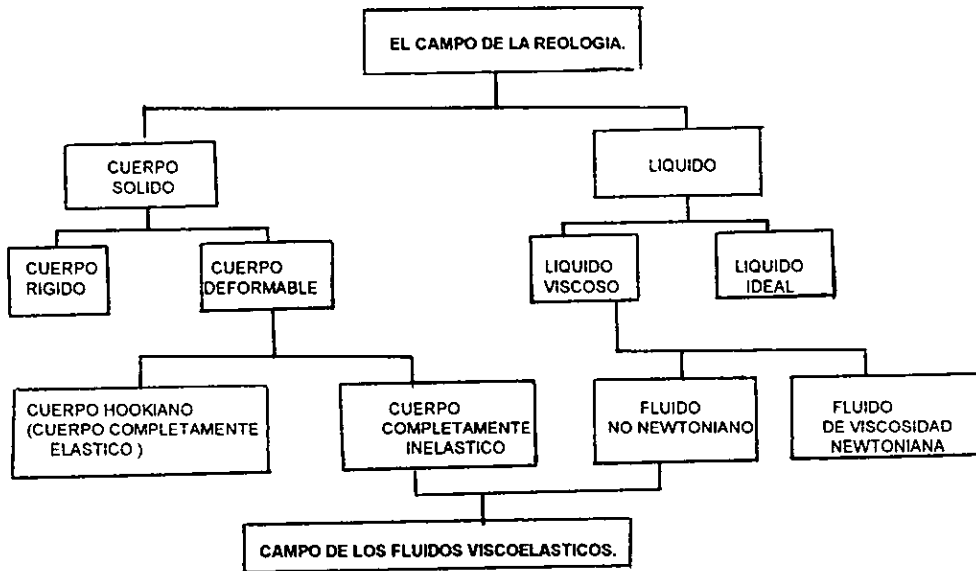 EL CAMPO DE LA REOLOGIA.
CUERPO
SOLIDO
LIQUIDO
CUERPO
RIGIDO
CUERPO
DEFORMABLE
LIQUIDO
VISCOSO
LIQUIDO
IDEAL
CUERPO HOOKIANO
(CUERPO COMPLETAMENTE
ELASTICO )
CUERPO
COMPLETAMENTE
INELASTICO
FLUIDO
NO NEWTONIANO
FLUIDO
DE VISCOSIDAD
NEWTONIANA
CAMPO DE LOS FLUIDOS VISCOELASTICOS.